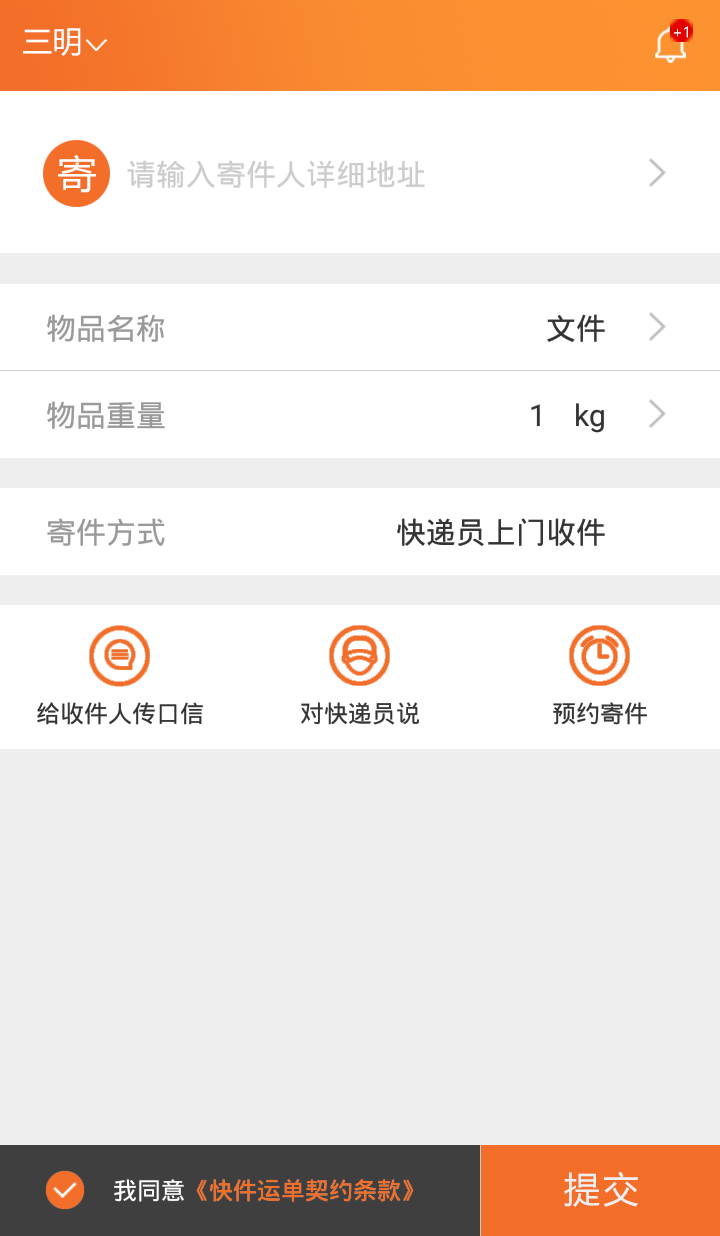 三明
+1
寄 请输入寄件人详细地址
物品名称 文件
物品重量 1 kg
寄件方式 快递员上门收件
给收件人传口信 对快递员说 预约寄件
我同意《快件运单契约条款》 提交